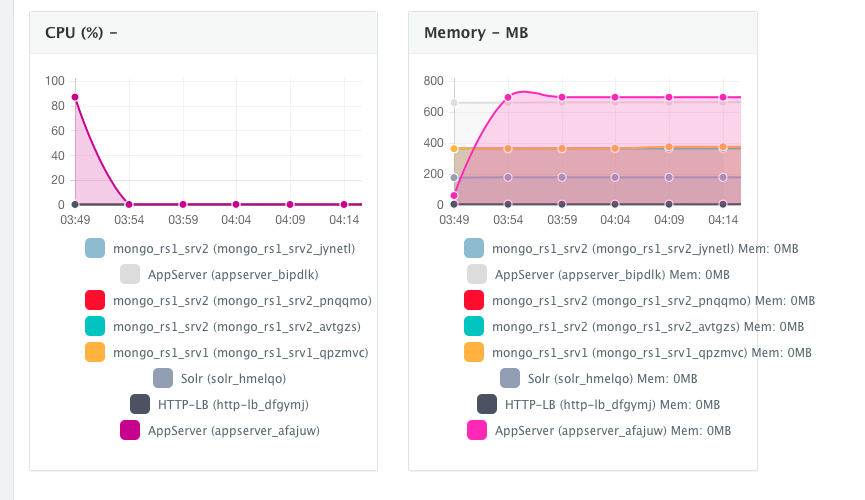 CPU (%) -
100
80
60
40
20
0
03:49 03:54 03:59 04:04 04:09 04:14
mongo_rs1_srv2 (mongo_rs1_srv2_jynetl)
AppServer (appserver_bipdlk)
mongo_rs1_srv2 (mongo_rs1_srv2_pnqqmo)
mongo_rs1_srv2 (mongo_rs1_srv2_avtgzs)
mongo_rs1_srv1 (mongo_rs1_srv1_qpzmvc)
Solr (solr_hmelqo)
HTTP-LB (http-lb_dfgymj)
AppServer (appserver_afajuw)
Memory - MB
800
600
400
200
0
03:49 03:54 03:59 04:04 04:09 04:14
mongo_rs1_srv2 (mongo_rs1_srv2_jynetl) Mem: 0MB
AppServer (appserver_bipdlk) Mem: 0MB
mongo_rs1_srv2 (mongo_rs1_srv2_pnqqmo) Mem: 0MB
mongo_rs1_srv2 (mongo_rs1_srv2_avtgzs) Mem: 0MB
mongo_rs1_srv1 (mongo_rs1_srv1_qpzmvc) Mem: 0MB
Solr (solr_hmelqo) Mem: 0MB
HTTP-LB (http-lb_dfgymj) Mem: 0MB
AppServer (appserver_afajuw) Mem: 0MB